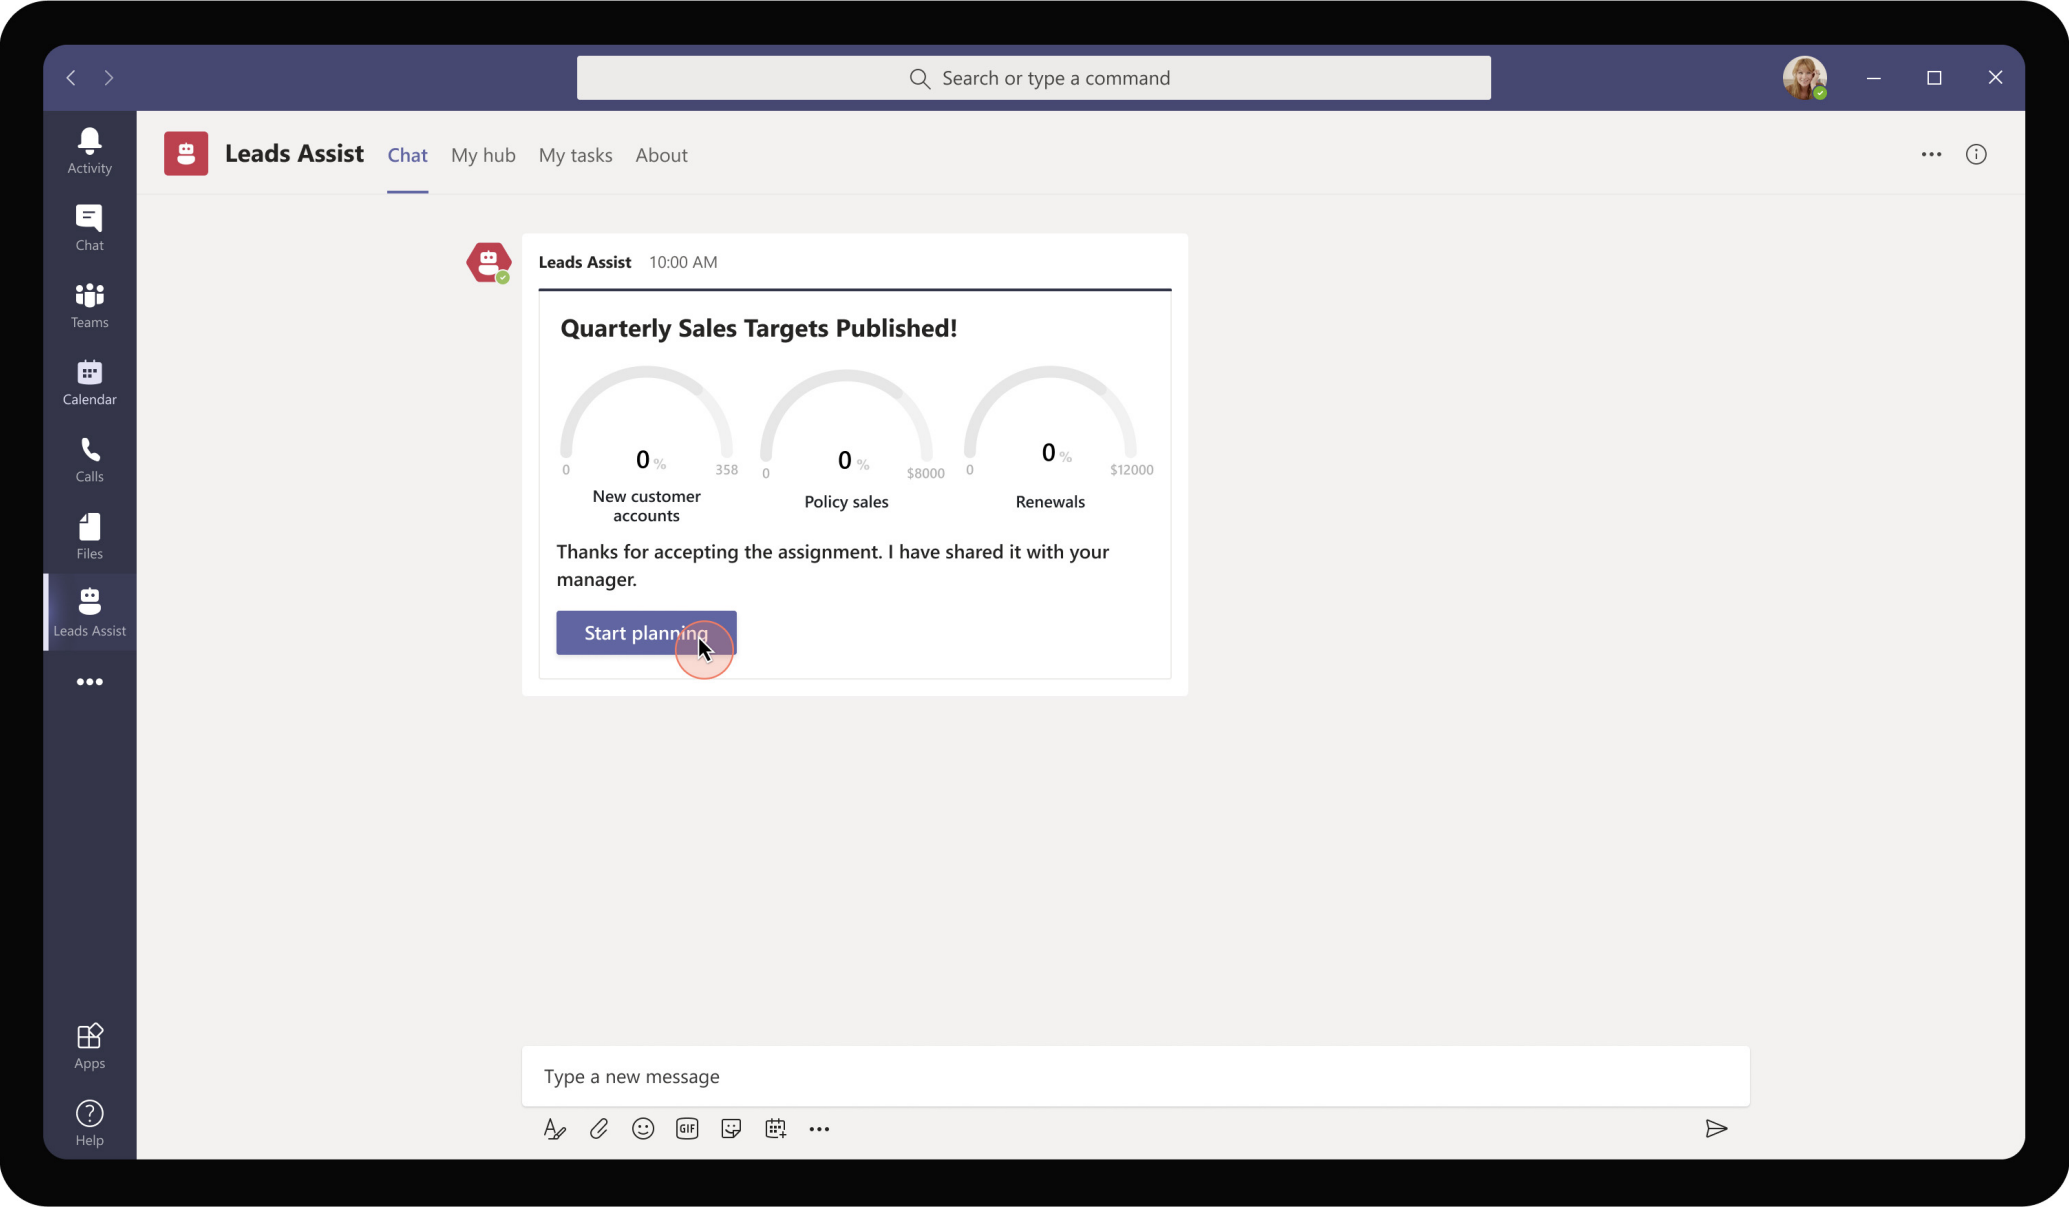 Search or type a command
Activity
Chat
Teams
Calendar
Calls
Files
Leads Assist
Apps
Help
Leads Assist
Chat
My hub
My tasks
About
Leads Assist 10:00 AM
Quarterly Sales Targets Published!
0 %
0
358
New customer
accounts
0 %
0
$8000
Policy sales
0 %
0
$12000
Renewals
Thanks for accepting the assignment. I have shared it with your
manager.
Start planning
Type a new message
GIF